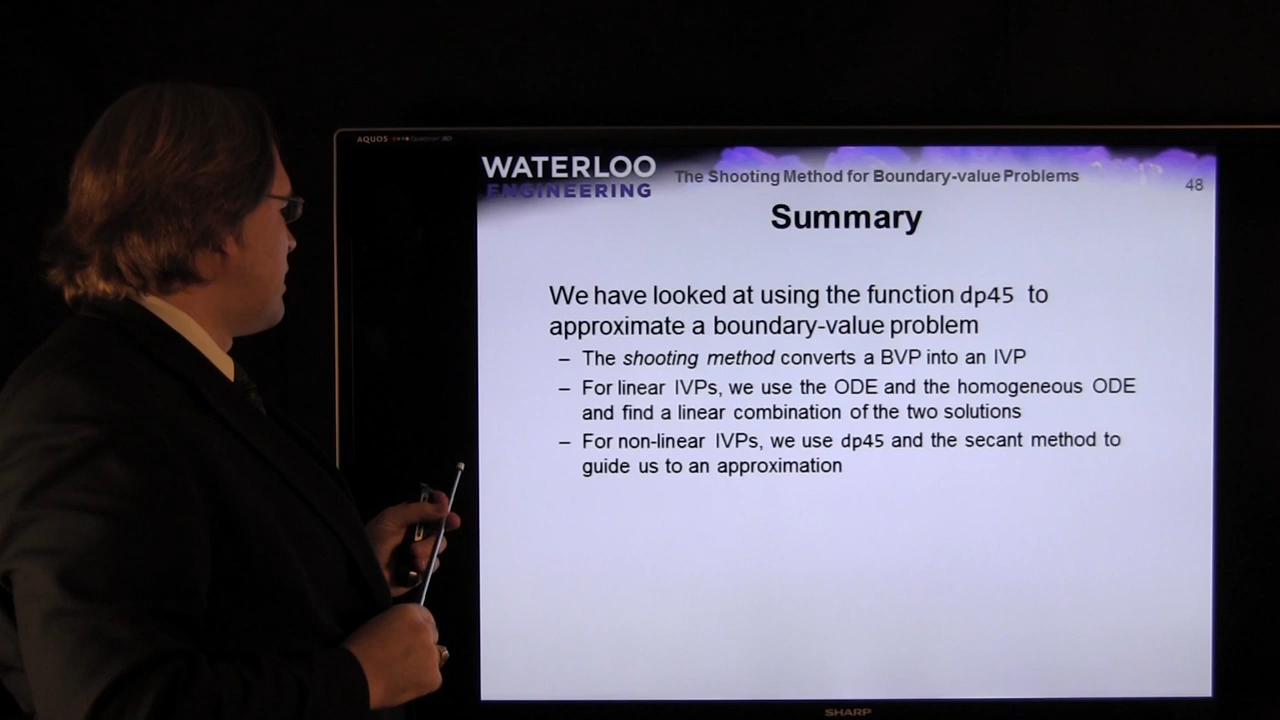 AQUOS
WATERLOO
ENGINEERING
The Shooting Method for Boundary-value Problems
48
Summary
We have looked at using the function dp45 to
approximate a boundary-value problem
– The shooting method converts a BVP into an IVP
– For linear IVPs, we use the ODE and the homogeneous ODE
and find a linear combination of the two solutions
– For non-linear IVPs, we use dp45 and the secant method to
guide us to an approximation
SHARP